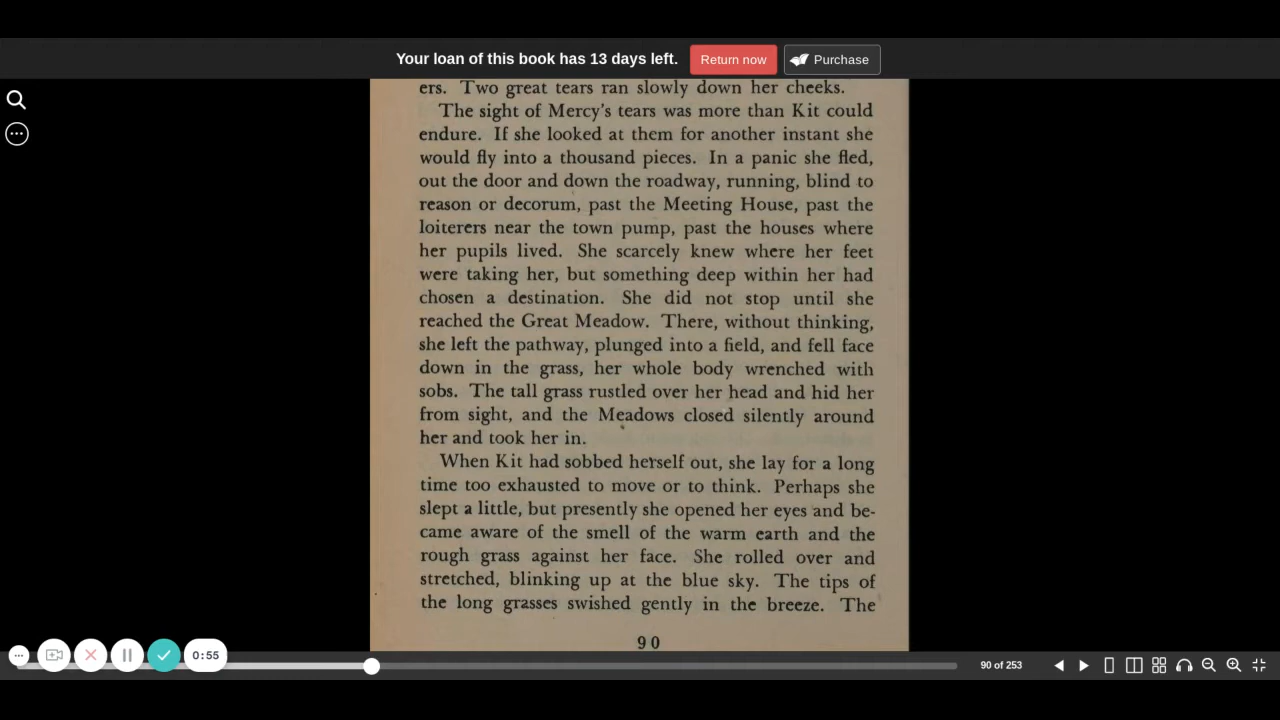 Your loan of this book has 13 days left. Return now Purchase
ers. Two great tears ran slowly down her cheeks.
The sight of Mercy's tears was more than Kit could
endure. If she looked at them for another instant she
would fly into a thousand pieces. In a panic she fled,
out the door and down the roadway, running, blind to
reason or decorum, past the Meeting House, past the
loiterers near the town pump, past the houses where
her pupils lived. She scarcely knew where her feet
were taking her, but something deep within her had
chosen a destination. She did not stop until she
reached the Great Meadow. There, without thinking,
she left the pathway, plunged into a field, and fell face
down in the grass, her whole body wrenched with
sobs. The tall grass rustled over her head and hid her
from sight, and the Meadows closed silently around
her and took her in.
When Kit had sobbed herself out, she lay for a long
time too exhausted to move or to think. Perhaps she
slept a little, but presently she opened her eyes and be-
came aware of the smell of the warm earth and the
rough grass against her face. She rolled over and
stretched, blinking up at the blue sky. The tips of
the long grasses swished gently in the breeze. The
90
0:55
90 of 253